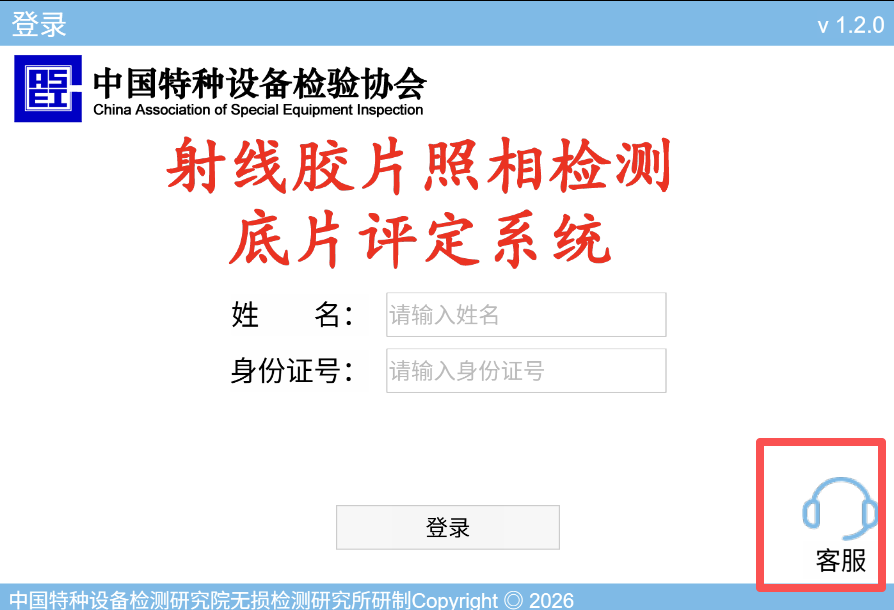 登录
v 1.2.0
ASEI
中国特种设备检验协会
China Association of Special Equipment Inspection
射线胶片照相检测
底片评定系统
姓 名：
请输入姓名
身份证号：
请输入身份证号
登录
客服
中国特种设备检测研究院无损检测研究所研制Copyright ◎ 2026